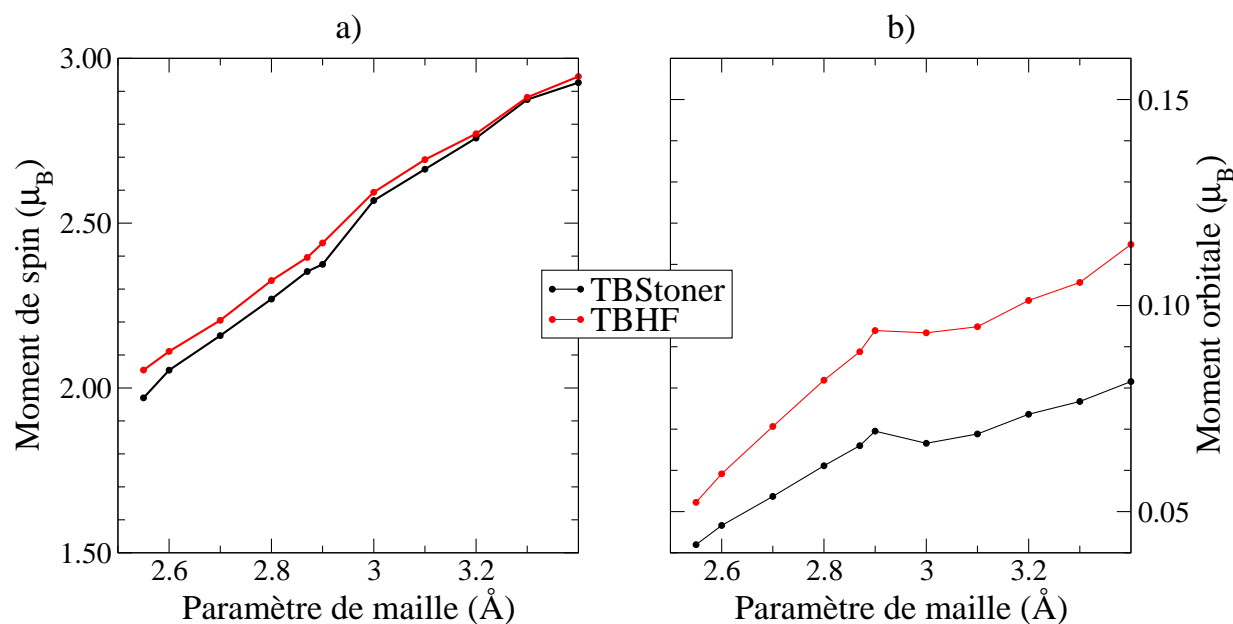 a)
3.00
2.50
2.00
1.50
2.6 2.8 3 3.2
Paramètre de maille (Å)
Moment de spin (μB)
TBStoner
TBHF
b)
0.15
0.10
0.05
2.6 2.8 3 3.2
Paramètre de maille (Å)
Moment orbitale (μB)